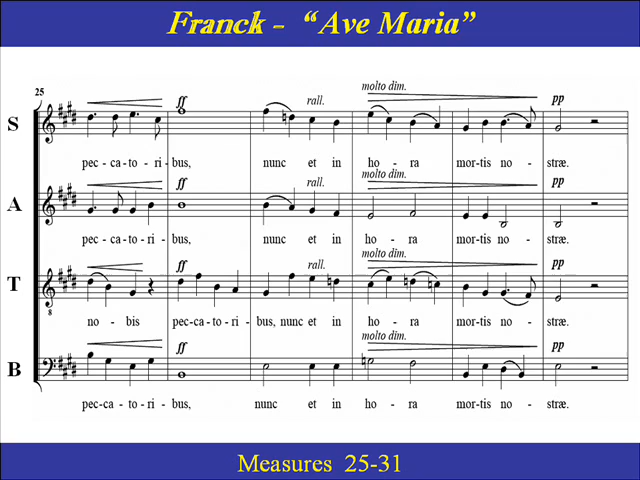 Franck - “Ave Maria”
25
ff
rall.
molto dim.
pp
S
pec-ca-to-ri-bus, nunc et in ho-ra mor-tis no-stræ.
ff
rall.
molto dim.
pp
A
pec-ca-to-ri-bus, nunc et in ho-ra mor-tis no-stræ.
ff
rall.
molto dim.
pp
T
8
no-bis pec-ca-to-ri-bus, nunc et in ho-ra mor-tis no-stræ.
ff
molto dim.
pp
B
pec-ca-to-ri-bus, nunc et in ho-ra mor-tis no-stræ.
Measures 25-31